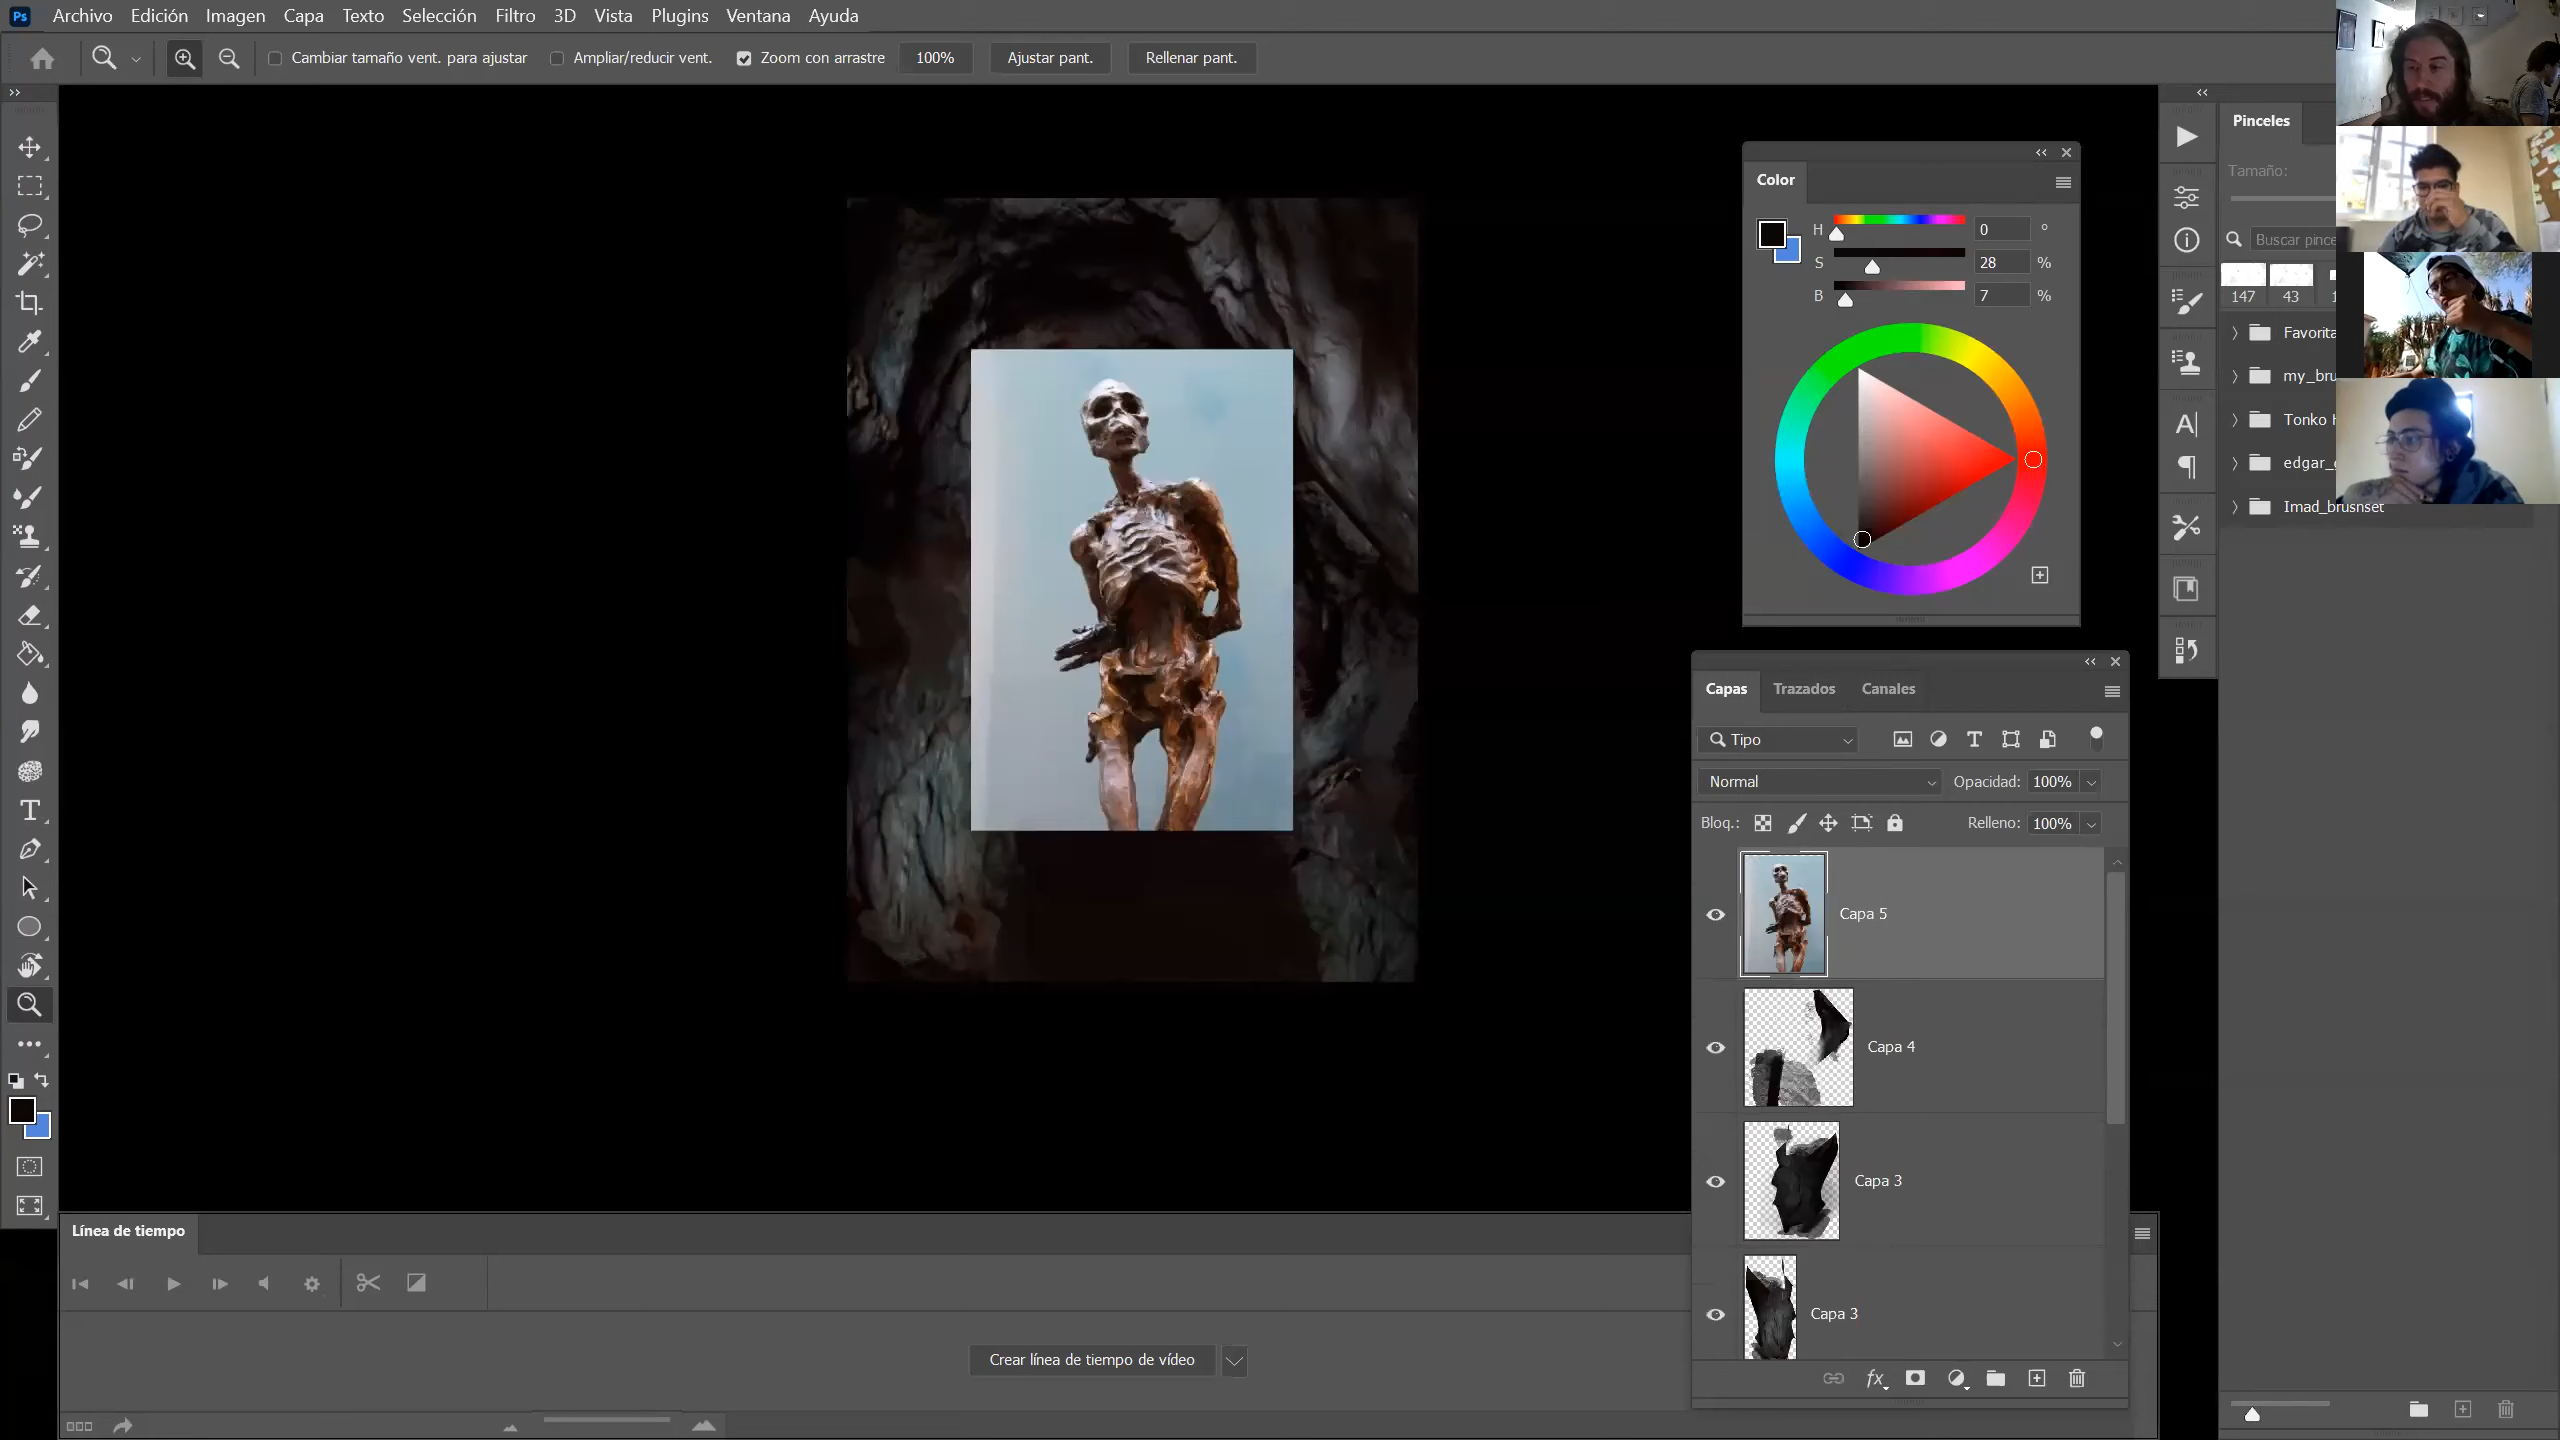 Ps Archivo Edición Imagen Capa Texto Selección Filtro 3D Vista Plugins Ventana Ayuda
Cambiar tamaño vent. para ajustar Ampliar/reducir vent. Zoom con arrastre 100% Ajustar pant. Rellenar pant.
Pinceles
Tamaño:
Buscar pince
147 43
Favorita
my_bru
Tonko
edgar_
Imad_brusnset
Color
H 0 °
S 28 %
B 7 %
Capas Trazados Canales
Tipo
Normal Opacidad: 100%
Bloq.: Relleno: 100%
Capa 5
Capa 4
Capa 3
Capa 3
fx
Línea de tiempo
Crear línea de tiempo de vídeo